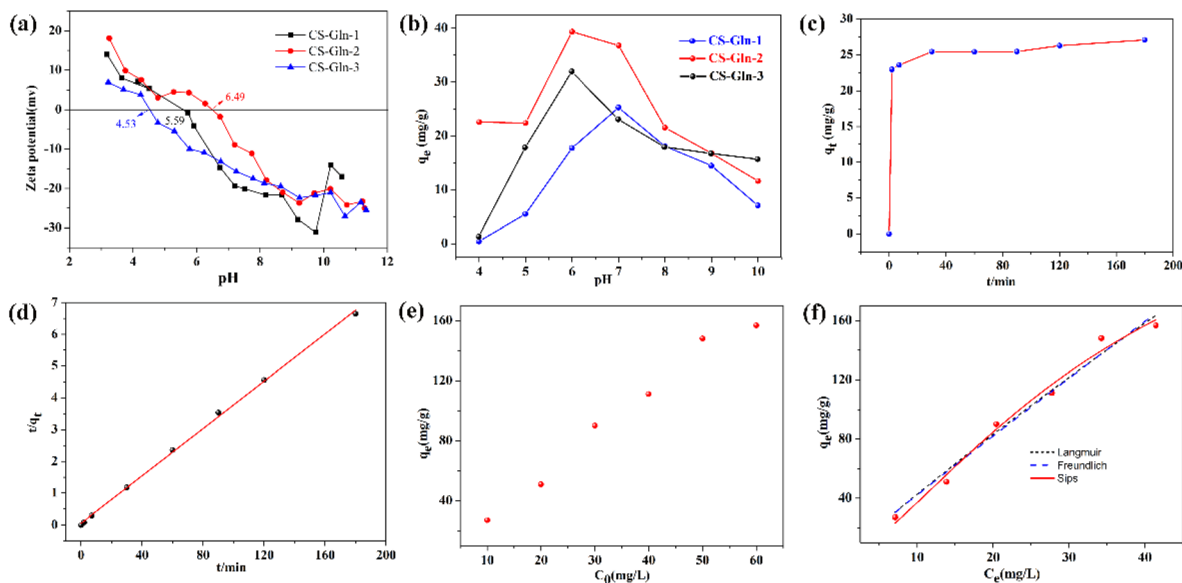 (a)
CS-Gln-1
CS-Gln-2
CS-Gln-3
6.49
4.53
5.59
20
10
0
-10
-20
-30
Zeta potential(mv)
2 4 6 8 10 12
pH
(b)
CS-Gln-1
CS-Gln-2
CS-Gln-3
40
30
20
10
0
qe (mg/g)
4 5 6 7 8 9 10
pH
(c)
30
25
20
15
10
5
0
qt (mg/g)
0 40 80 120 160 200
t/min
(d)
7
6
5
4
3
2
1
0
t/qt
0 40 80 120 160 200
t/min
(e)
160
120
80
40
qe(mg/g)
10 20 30 40 50 60
C0(mg/L)
(f)
160
120
80
40
qe(mg/g)
Langmuir
Freundlich
Sips
10 20 30 40
Ce(mg/L)